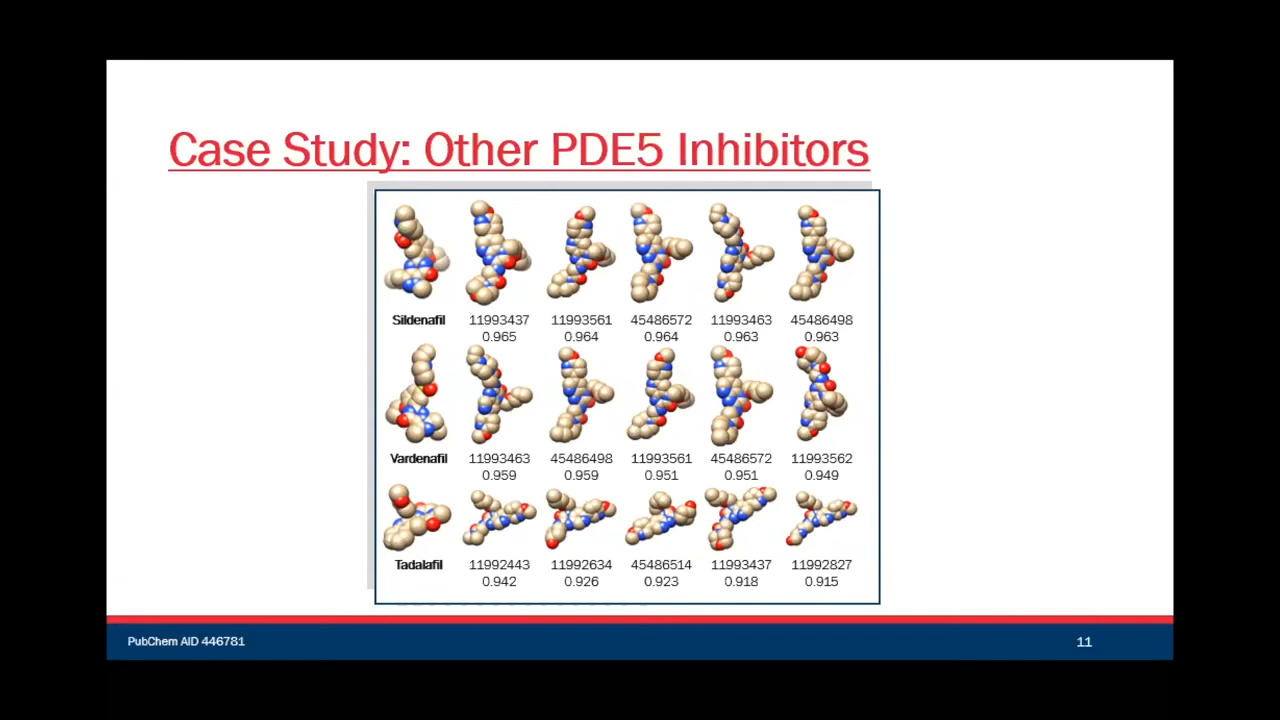 Case Study: Other PDE5 Inhibitors
Sildenafil 11993437 11993561 45486572 11993463 45486498
0.965 0.964 0.964 0.963 0.963
Vardenafil 11993463 45486498 11993561 45486572 11993562
0.959 0.959 0.951 0.951 0.949
Tadalafil 11992443 11992634 45486514 11993437 11992827
0.942 0.926 0.923 0.918 0.915
PubChem AID 446781
11